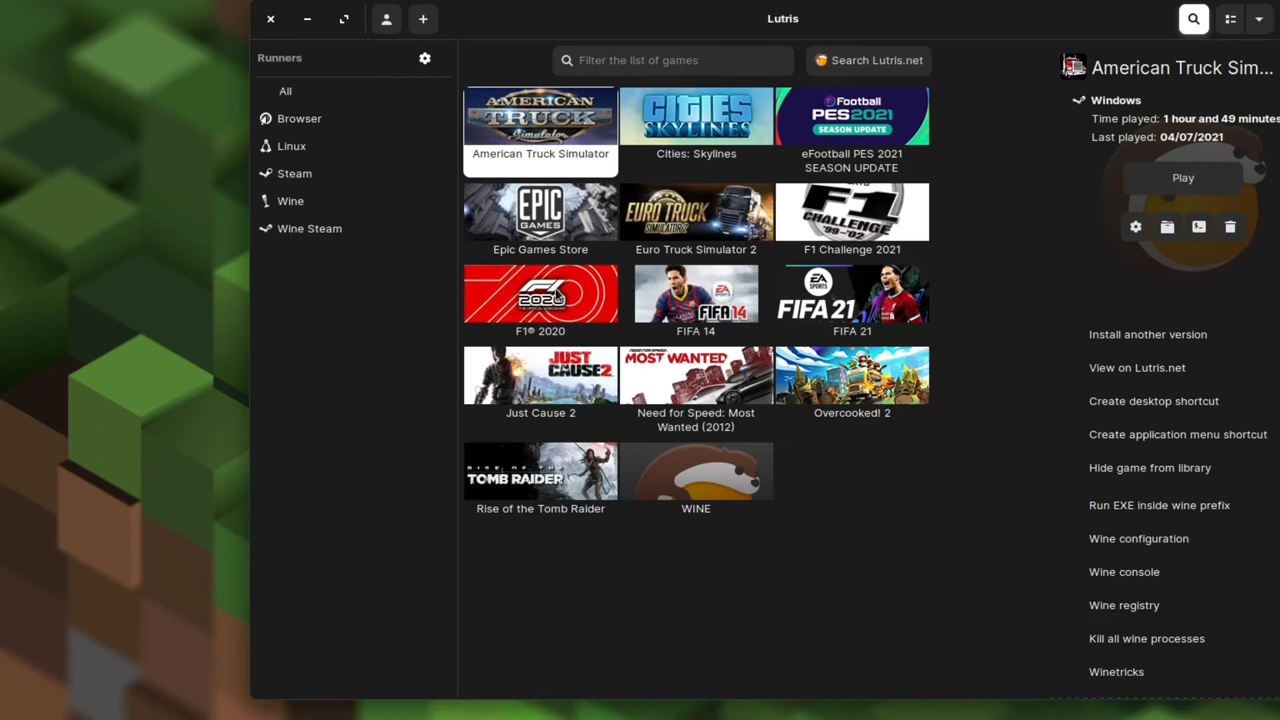 Lutris
Runners
All
Browser
Linux
Steam
Wine
Wine Steam
Filter the list of games
Search Lutris.net
AMERICAN
TRUCK
Simulator
American Truck Simulator
CITIES
SKYLINES
Cities: Skylines
eFootball
PES2021
SEASON UPDATE
eFootball PES 2021
SEASON UPDATE
EPIC
GAMES
Epic Games Store
EURO TRUCK
SIMULATOR 2
Euro Truck Simulator 2
F1
CHALLENGE
'99-'02
F1 Challenge 2021
2020
F1® 2020
EA
SPORTS
FIFA 14
FIFA 14
EA
SPORTS
FIFA 21
FIFA 21
JUST
CAUSE 2
Just Cause 2
NEED FOR SPEED
MOST WANTED
Need for Speed: Most
Wanted (2012)
Overcooked! 2
RISE OF THE
TOMB RAIDER
Rise of the Tomb Raider
WINE
American Truck Sim...
Windows
Time played: 1 hour and 49 minutes
Last played: 04/07/2021
Play
Install another version
View on Lutris.net
Create desktop shortcut
Create application menu shortcut
Hide game from library
Run EXE inside wine prefix
Wine configuration
Wine console
Wine registry
Kill all wine processes
Winetricks